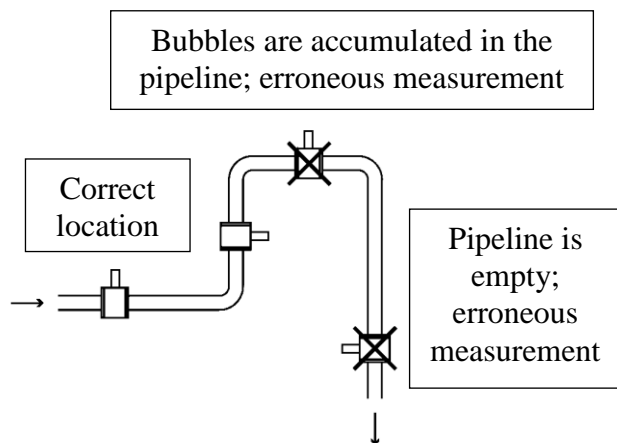 Bubbles are accumulated in the
pipeline; erroneous measurement
Correct
location
Pipeline is
empty;
erroneous
measurement